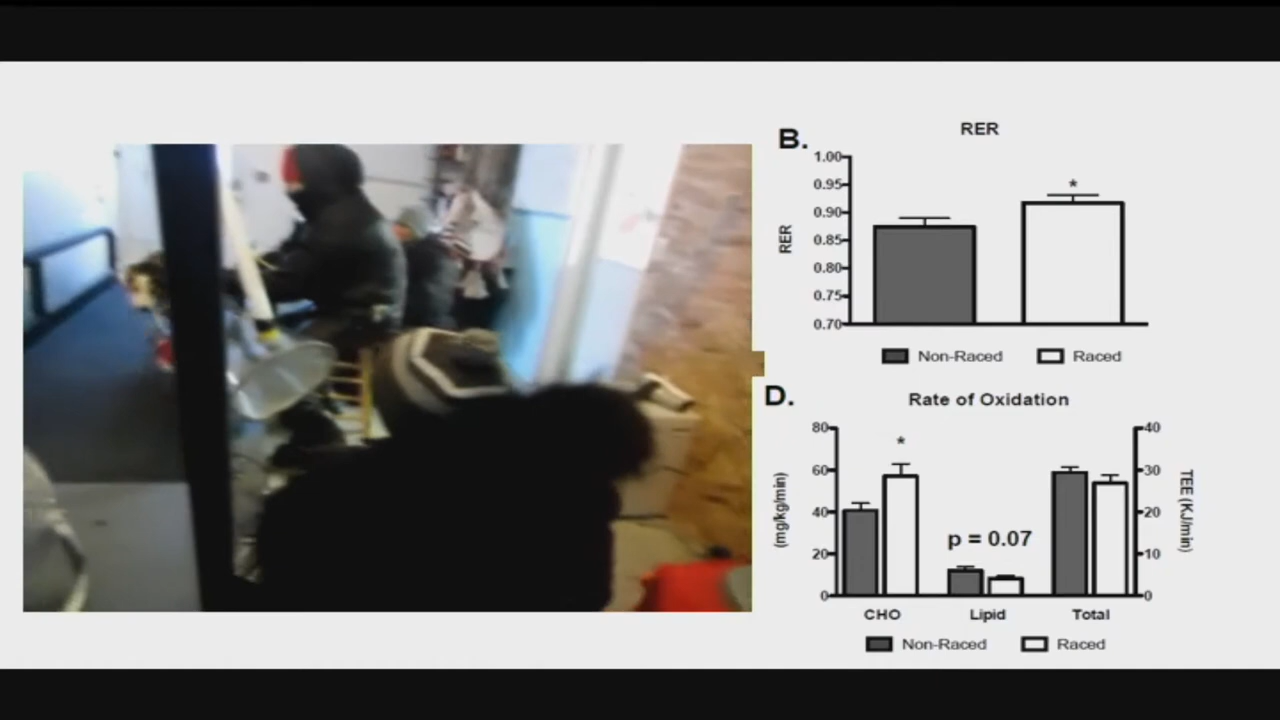 B.
RER
1.00
0.95
0.90
0.85
0.80
0.75
0.70
RER
*
Non-Raced
Raced
D.
Rate of Oxidation
80
60
40
20
0
(mg/kg/min)
40
30
20
10
0
TEE (KJ/min)
*
p = 0.07
CHO
Lipid
Total
Non-Raced
Raced